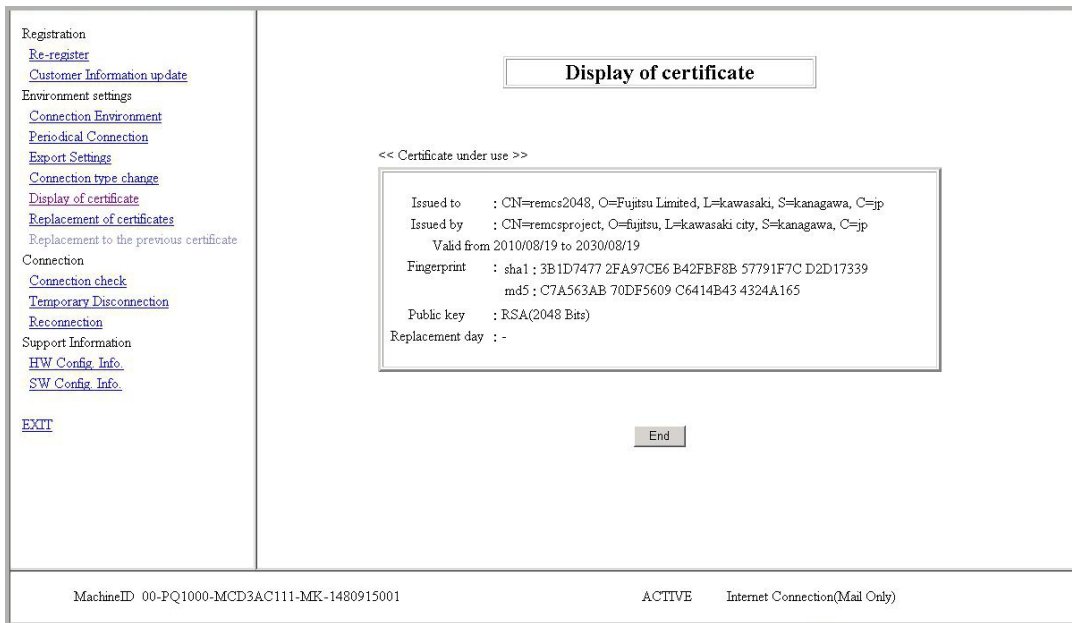 Registration
Re-register
Customer Information update
Environment settings
Connection Environment
Periodical Connection
Export Settings
Connection type change
Display of certificate
Replacement of certificates
Replacement to the previous certificate
Connection
Connection check
Temporary Disconnection
Reconnection
Support Information
HW Config. Info.
SW Config. Info.
EXIT
Display of certificate
<< Certificate under use >>
Issued to : CN=remcs2048, O=Fujitsu Limited, L=kawasaki, S=kanagawa, C=jp
Issued by : CN=remcsproject, O=fujitsu, L=kawasaki city, S=kanagawa, C=jp
Valid from 2010/08/19 to 2030/08/19
Fingerprint : sha1 : 3B1D7477 2FA97CE6 B42FBF8B 57791F7C D2D17339
md5 : C7A563AB 70DF5609 C6414B43 4324A165
Public key : RSA(2048 Bits)
Replacement day : -
End
MachineID 00-PQ1000-MCD3AC111-MK-1480915001 ACTIVE Internet Connection(Mail Only)